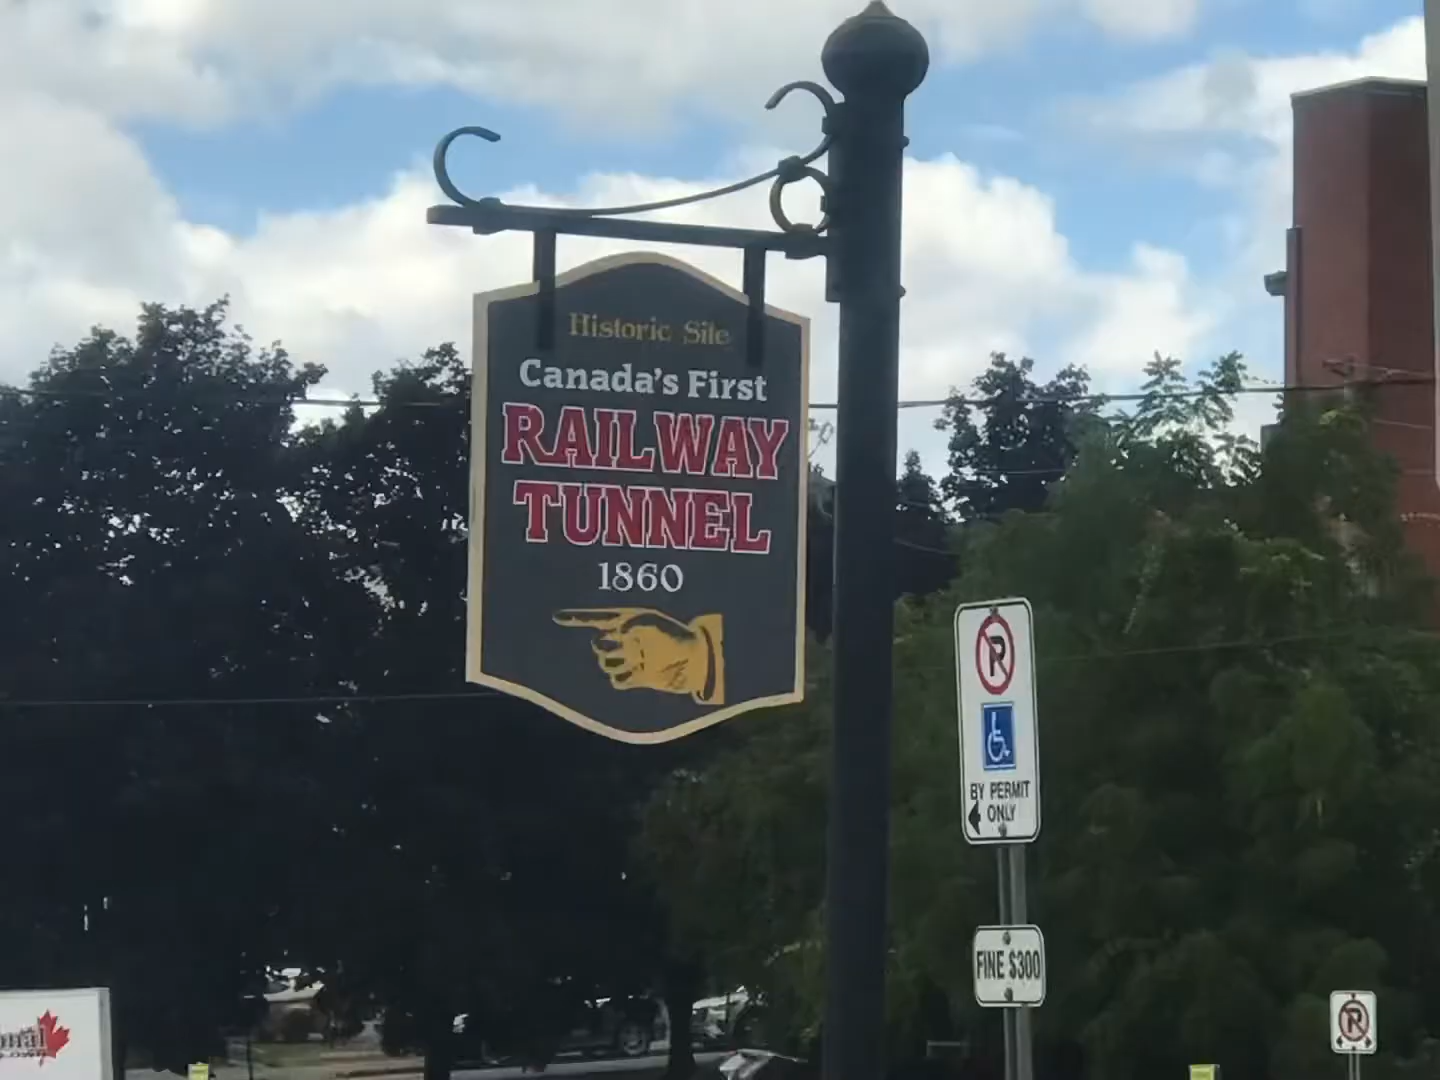 Historic Site
Canada's First
RAILWAY
TUNNEL
1860
P
BY PERMIT
ONLY
FINE $300
P